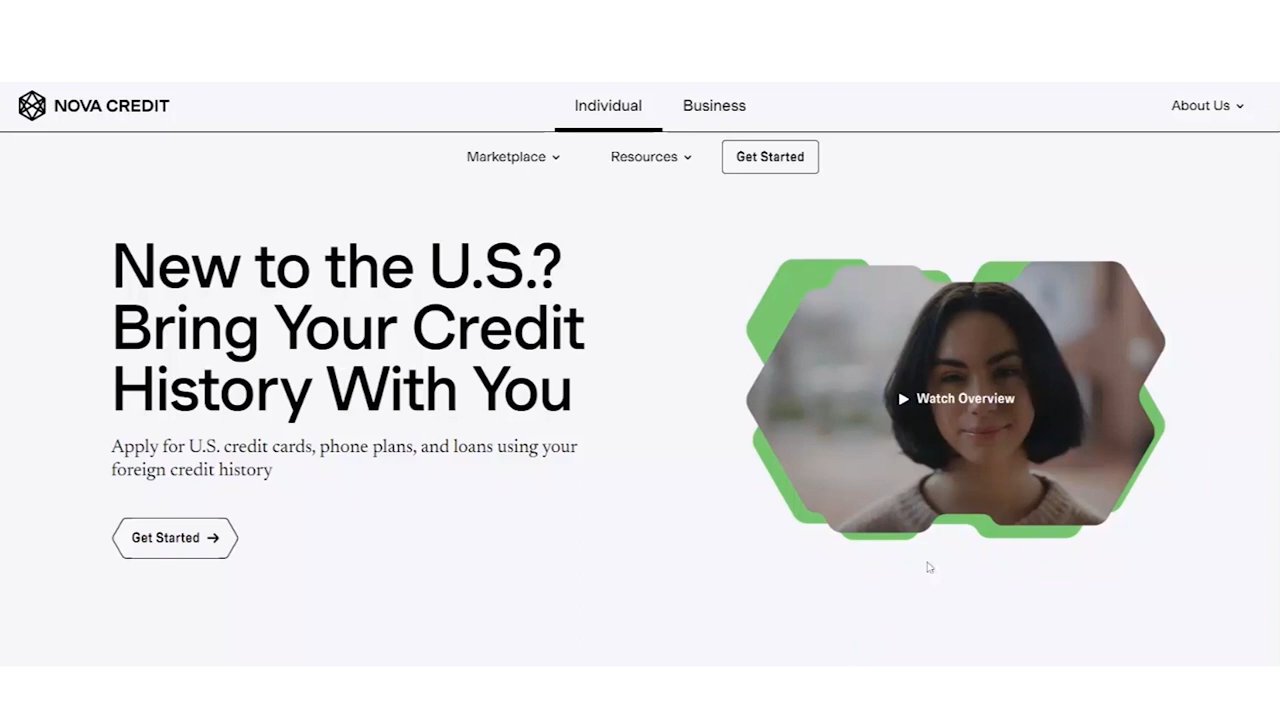 NOVA CREDIT
Individual
Business
About Us
Marketplace
Resources
Get Started
New to the U.S.?
Bring Your Credit
History With You
Apply for U.S. credit cards, phone plans, and loans using your
foreign credit history
Get Started
Watch Overview